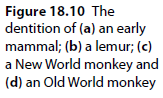 Figure 18.10 The
dentition of (a) an early
mammal; (b) a lemur; (c)
a New World monkey and
(d) an Old World monkey